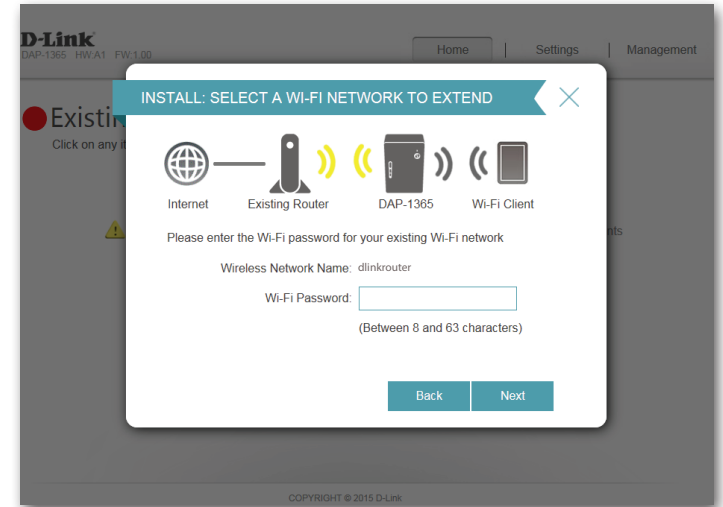 D-Link
DAP-1365 HW:A1 FW:1.00
Home | Settings | Management
INSTALL: SELECT A WI-FI NETWORK TO EXTEND
Click on any it
Internet
Existing Router
DAP-1365
Wi-Fi Client
Please enter the Wi-Fi password for your existing Wi-Fi network
nts
Wireless Network Name: dlinkrouter
Wi-Fi Password:
(Between 8 and 63 characters)
Back
Next
COPYRIGHT © 2015 D-Link